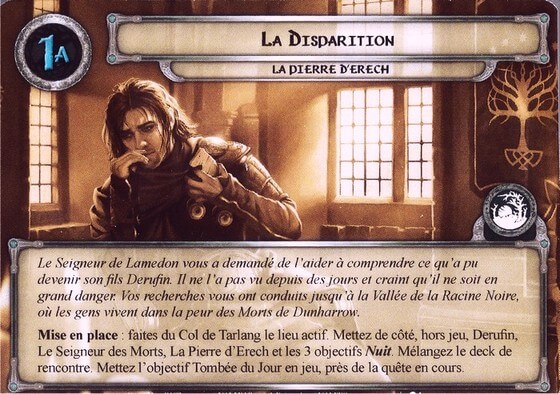 1A
La Disparition
La Pierre d'Erech
Le Seigneur de Lamedon vous a demandé de l'aider à comprendre ce qu'a pu
devenir son fils Derufin. Il ne l'a pas vu depuis des jours et craint qu'il ne soit en
grand danger. Vos recherches vous ont conduits jusqu'à la Vallée de la Racine Noire,
où les gens vivent dans la peur des Morts de Dunharrow.
Mise en place : faites du Col de Tarlang le lieu actif. Mettez de côté, hors jeu, Derufin,
Le Seigneur des Morts, La Pierre d'Erech et les 3 objectifs Nuit. Mélangez le deck de
rencontre. Mettez l'objectif Tombée du Jour en jeu, près de la quête en cours.